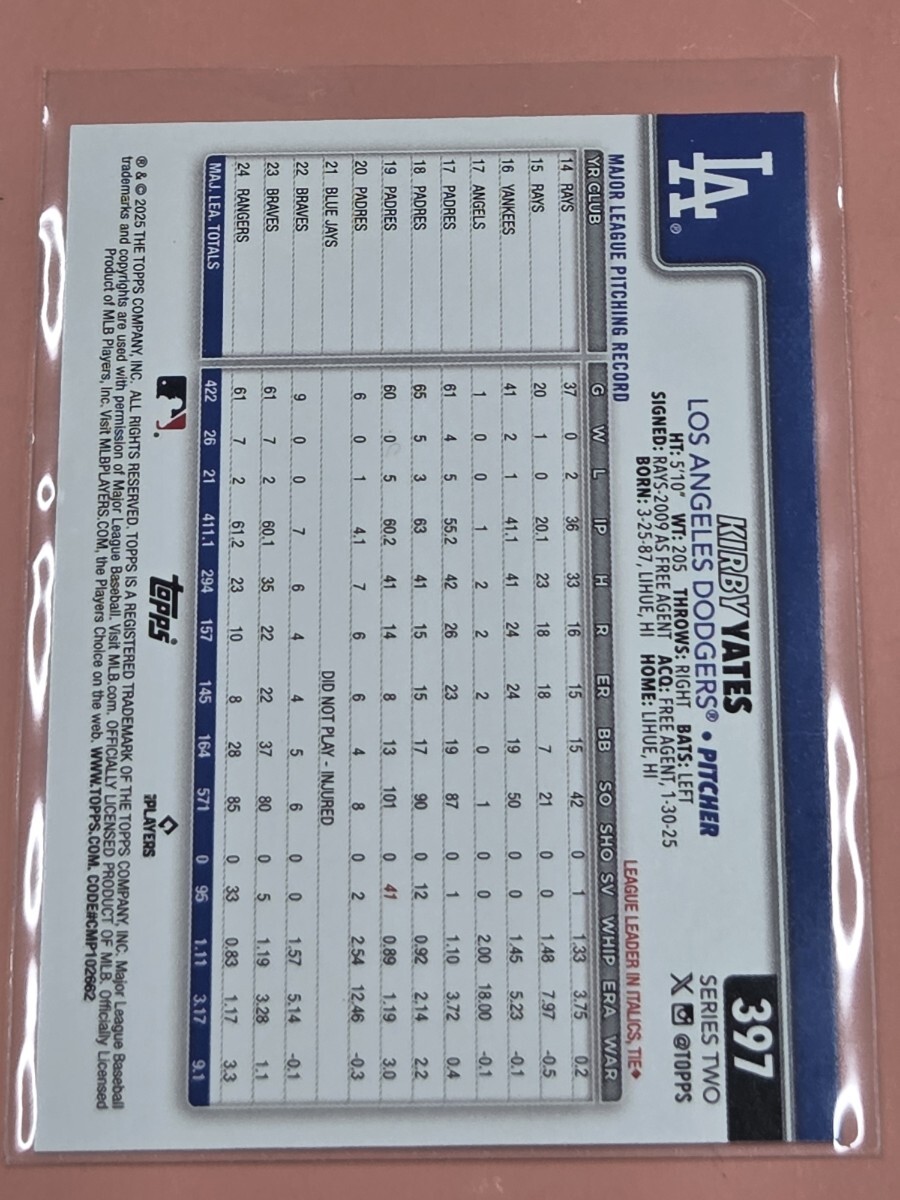 LA®
397
KIRBY YATES
LOS ANGELES DODGERS® • PITCHER
SERIES TWO
HT: 5'10" WT: 205 THROWS: RIGHT BATS: LEFT
SIGNED: RAYS-2009 AS FREE AGENT ACQ: FREE AGENT, 1-30-25
BORN: 3-25-87, LIHUE, HI HOME: LIHUE, HI
X @TOPPS
MAJOR LEAGUE PITCHING RECORD
LEAGUE LEADER IN ITALICS, TIE♦
YR CLUB G W L IP H R ER BB SO SHO SV WHIP ERA WAR
14 RAYS 37 0 2 36 33 16 15 15 42 0 1 1.33 3.75 0.2
15 RAYS 20 1 0 20.1 23 18 18 7 21 0 0 1.48 7.97 -0.5
16 YANKEES 41 2 1 41.1 41 24 24 19 50 0 0 1.45 5.23 -0.1
17 ANGELS 1 0 0 1 2 2 2 0 1 0 0 2.00 18.00 -0.1
17 PADRES 61 4 5 55.2 42 26 23 19 87 0 1 1.10 3.72 0.4
18 PADRES 65 5 3 63 41 15 15 17 90 0 12 0.92 2.14 2.2
19 PADRES 60 0 5 60.2 41 14 8 13 101 0 41 0.89 1.19 3.0
20 PADRES 6 0 1 4.1 7 6 6 4 8 0 2 2.54 12.46 -0.3
21 BLUE JAYS DID NOT PLAY - INJURED
22 BRAVES 9 0 0 7 6 4 4 5 6 0 0 1.57 5.14 -0.1
23 BRAVES 61 7 2 60.1 35 22 22 37 80 0 5 1.19 3.28 1.1
24 RANGERS 61 7 2 61.2 23 10 8 28 85 0 33 0.83 1.17 3.3
MAJ. LEA. TOTALS 422 26 21 411.1 294 157 145 164 571 0 95 1.11 3.17 9.1
topps
PLAYERS
® & © 2025 THE TOPPS COMPANY, INC. ALL RIGHTS RESERVED. TOPPS IS A REGISTERED TRADEMARK OF THE TOPPS COMPANY, INC. Major League Baseball
trademarks and copyrights are used with permission of Major League Baseball. Visit MLB.com. OFFICIALLY LICENSED PRODUCT OF MLB. Officially Licensed
Product of MLB Players, Inc. Visit MLBPLAYERS.COM, the Players Choice on the web. WWW.TOPPS.COM. CODE#CMP102662